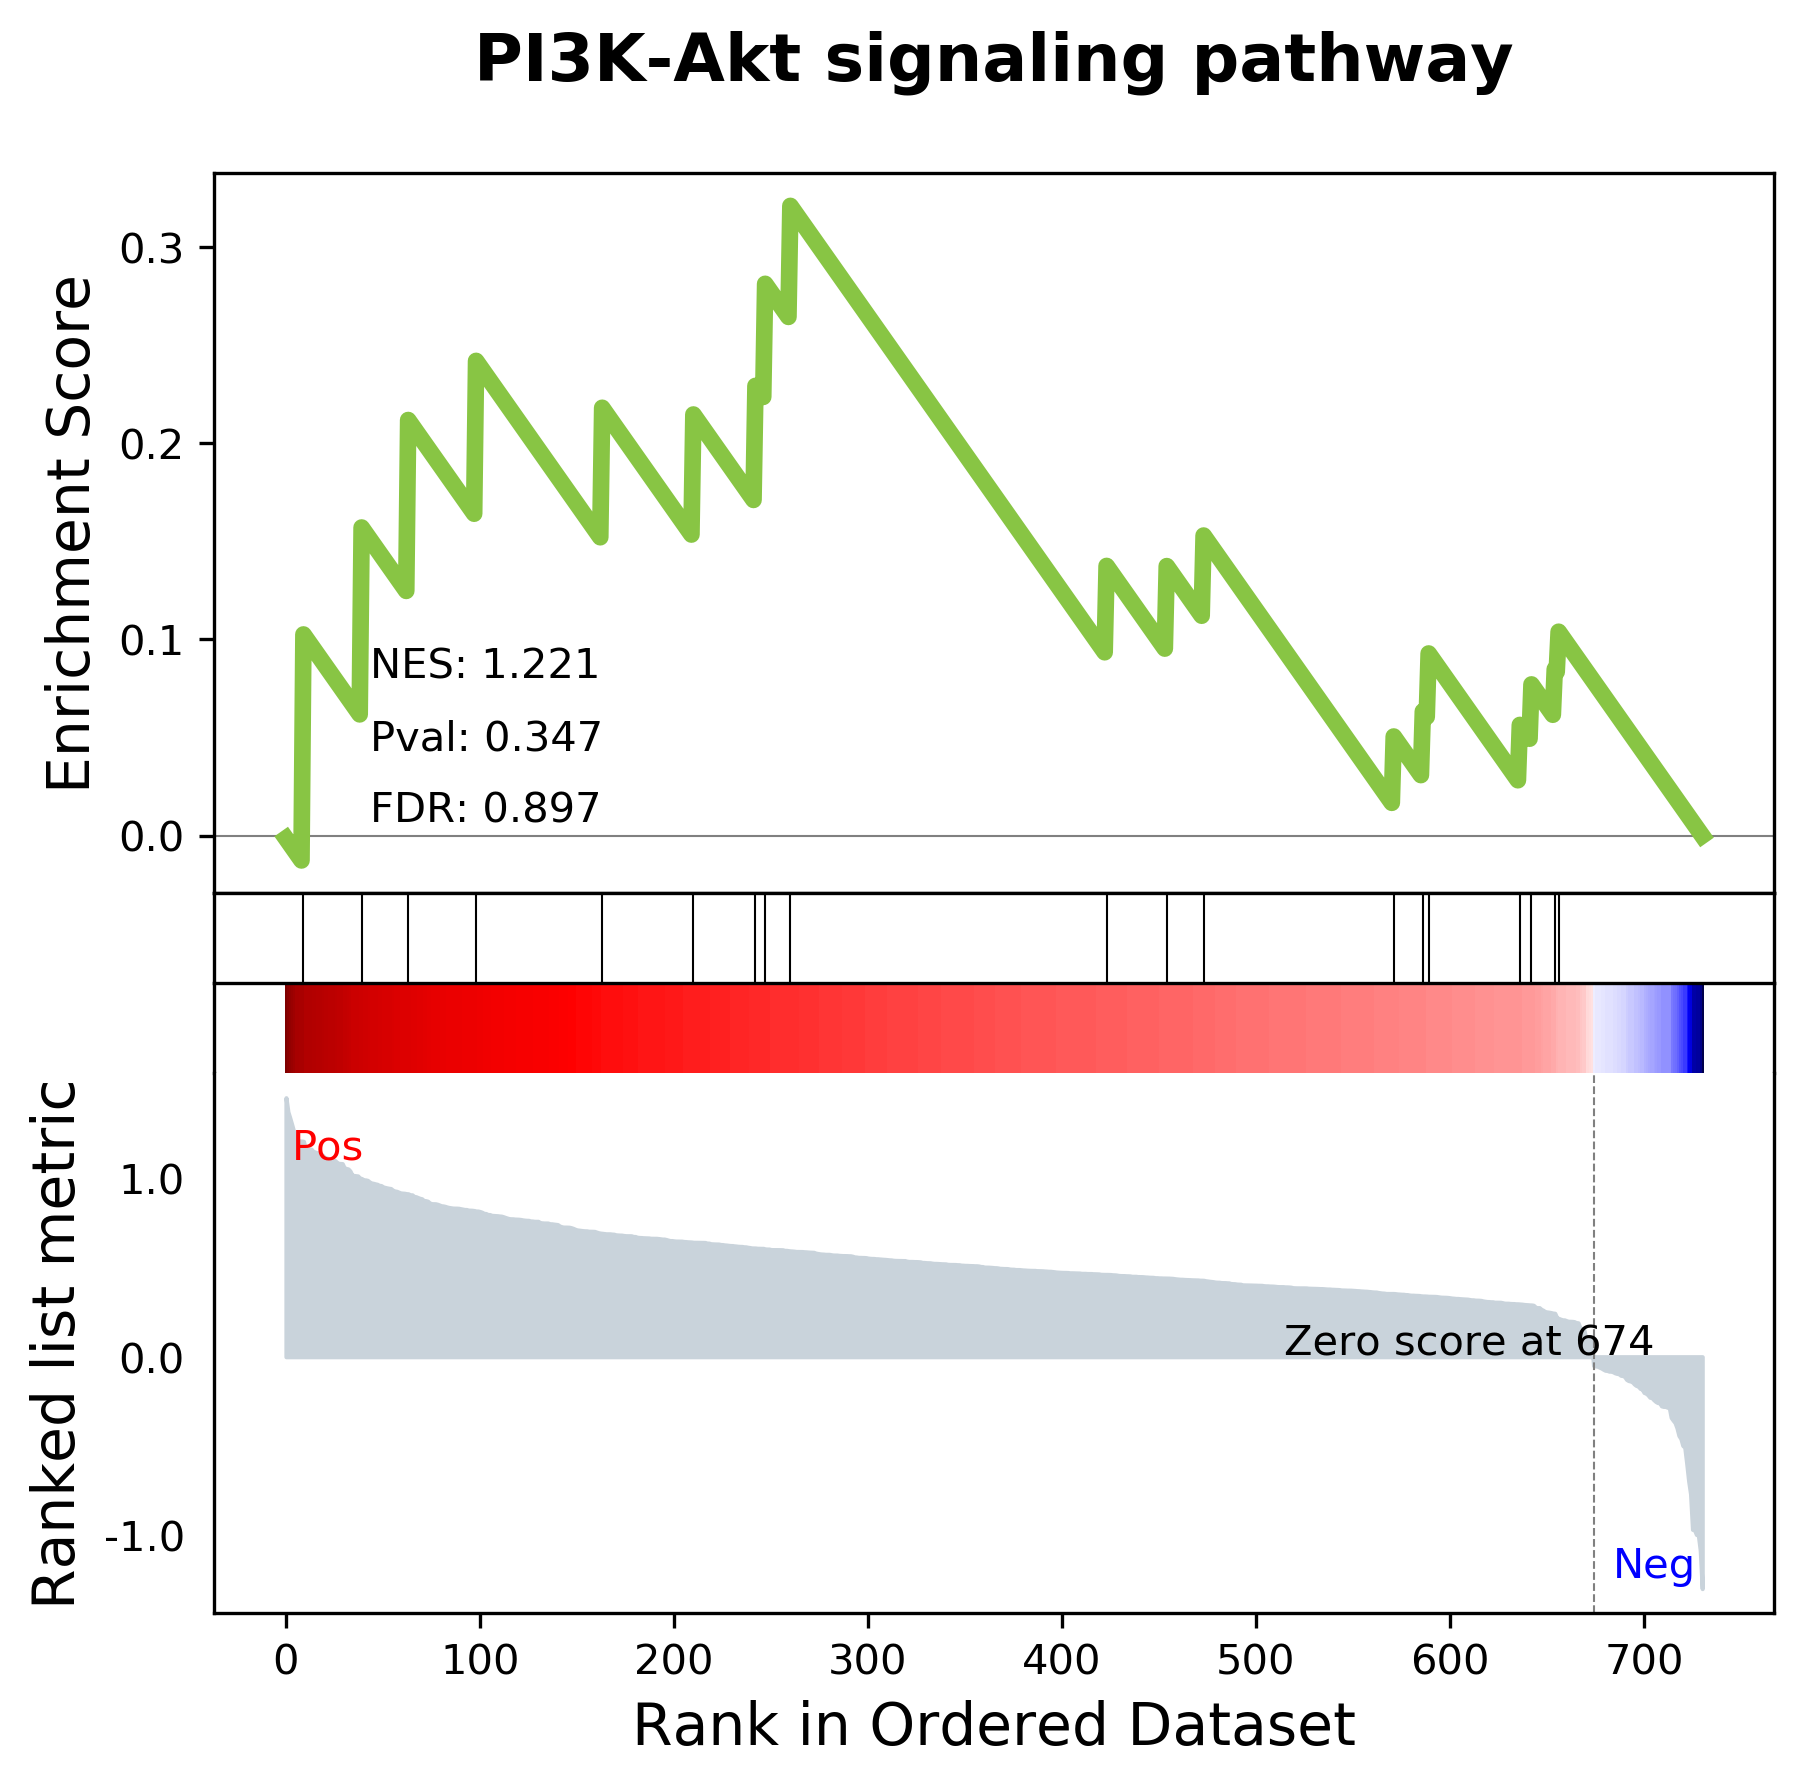 PI3K-Akt signaling pathway
Enrichment Score
0.3
0.2
0.1
0.0
NES: 1.221
Pval: 0.347
FDR: 0.897
Ranked list metric
1.0
0.0
-1.0
Pos
Zero score at 674
Neg
0 100 200 300 400 500 600 700
Rank in Ordered Dataset